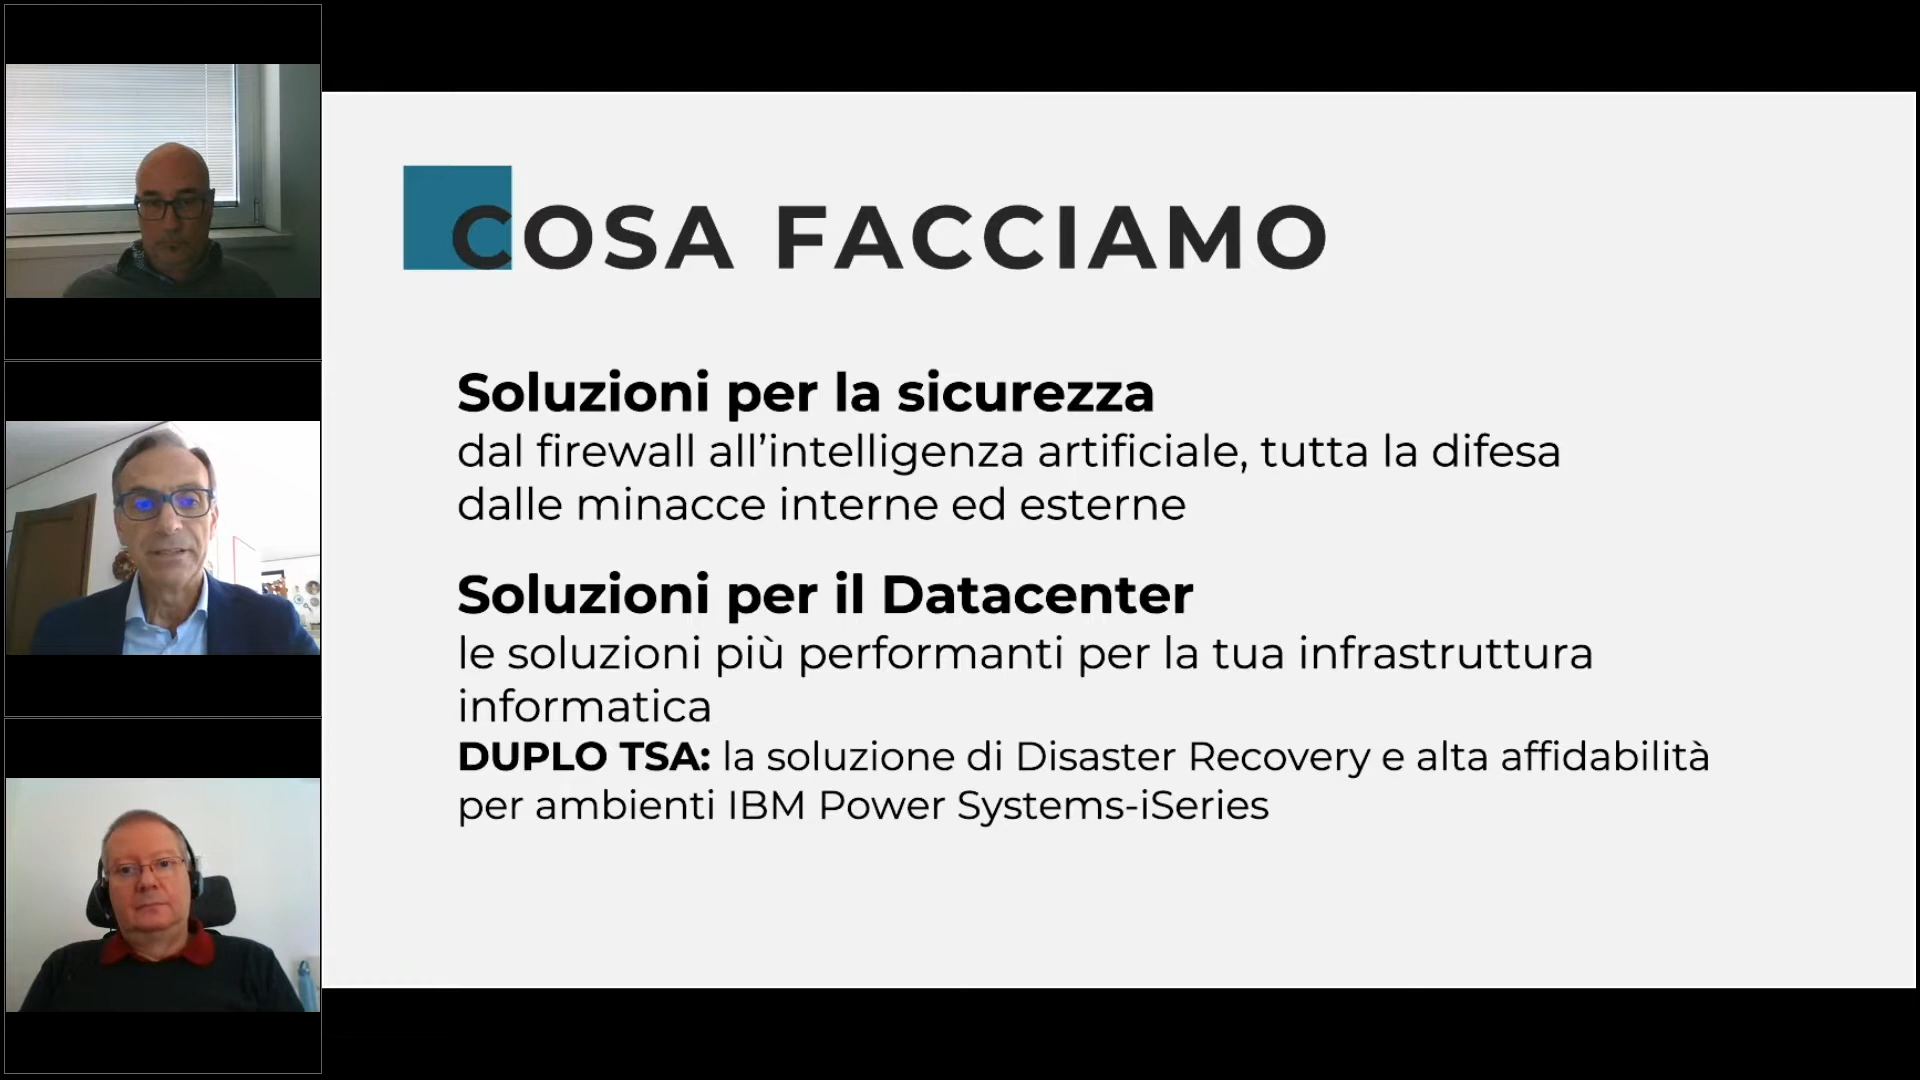 COSA FACCIAMO
Soluzioni per la sicurezza
dal firewall all’intelligenza artificiale, tutta la difesa
dalle minacce interne ed esterne
Soluzioni per il Datacenter
le soluzioni più performanti per la tua infrastruttura
informatica
DUPLO TSA: la soluzione di Disaster Recovery e alta affidabilità
per ambienti IBM Power Systems-iSeries